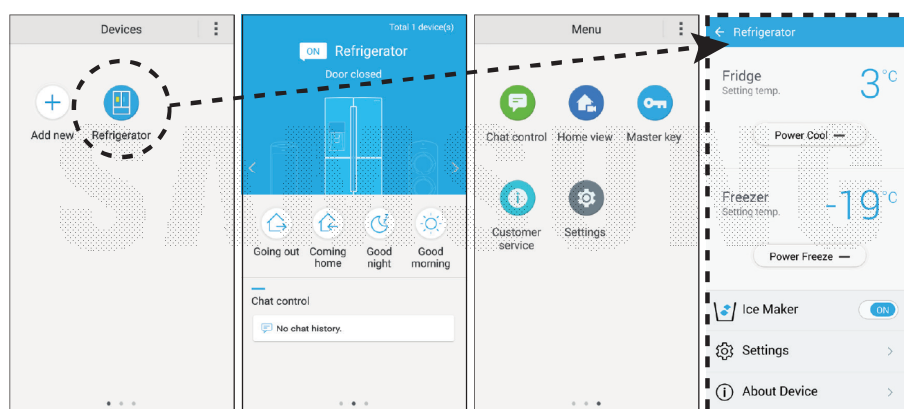 Devices
Add new
Refrigerator
Total 1 device(s)
ON Refrigerator
Door closed
Going out
Coming
home
Good
night
Good
morning
Chat control
No chat history.
Menu
Chat control
Home view
Master key
Customer
service
Settings
Refrigerator
Fridge
Setting temp.
3°C
Power Cool
Freezer
Setting temp.
-19°C
Power Freeze
Ice Maker
ON
Settings
About Device
SAMSUNG